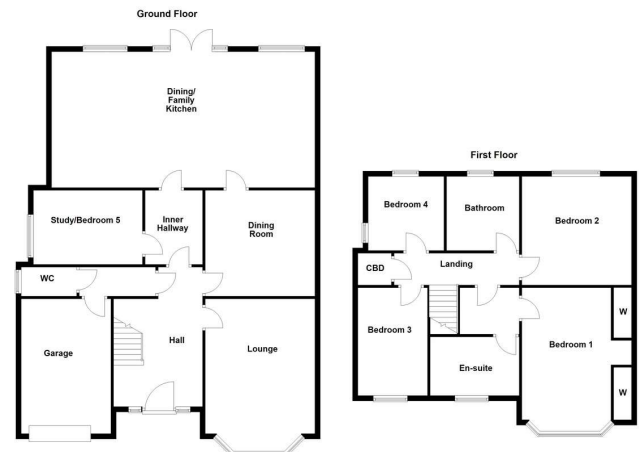 Ground Floor
Dining/
Family
Kitchen
Study/Bedroom 5
Inner
Hallway
Dining
Room
WC
Garage
Hall
Lounge
First Floor
Bedroom 4
Bathroom
Bedroom 2
CBD
Landing
Bedroom 3
En-suite
Bedroom 1
W
W